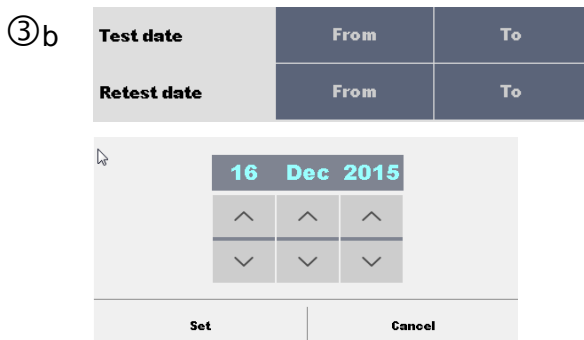 ③b
Test date From To
Retest date From To
16 Dec 2015
Set Cancel